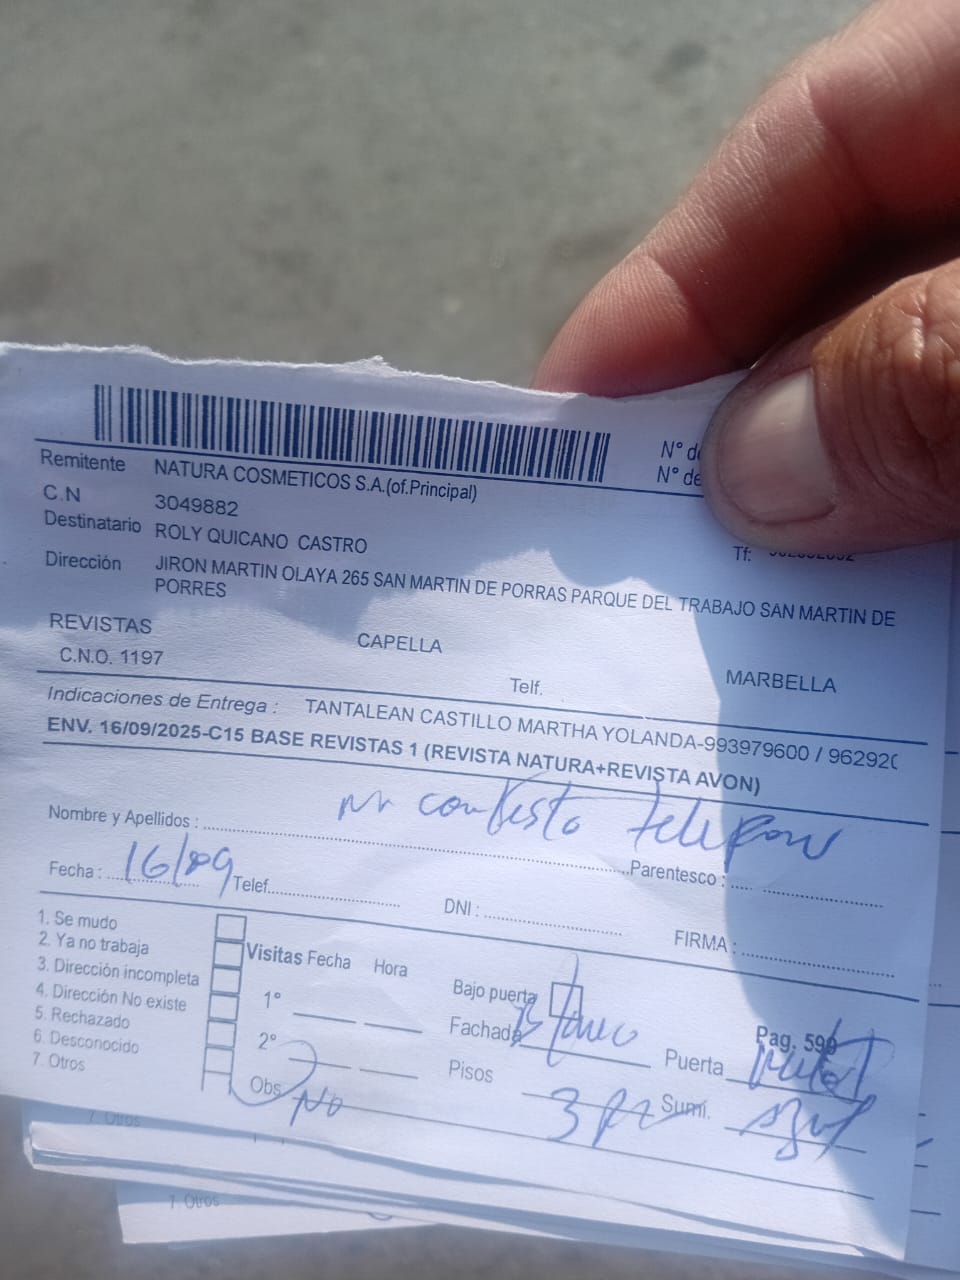 N° d
N° de
Remitente NATURA COSMETICOS S.A.(of.Principal)
C.N 3049882
Destinatario ROLY QUICANO CASTRO
Tf:
Dirección JIRON MARTIN OLAYA 265 SAN MARTIN DE PORRAS PARQUE DEL TRABAJO SAN MARTIN DE
PORRES
REVISTAS CAPELLA MARBELLA
C.N.O. 1197 Telf.
Indicaciones de Entrega : TANTALEAN CASTILLO MARTHA YOLANDA-993979600 / 96292
ENV. 16/09/2025-C15 BASE REVISTAS 1 (REVISTA NATURA+REVISTA AVON)
contesto
Nombre y Apellidos : Parentesco :
Fecha : 16/09 Telef. DNI : FIRMA :
1. Se mudo
2. Ya no trabaja
3. Dirección incompleta
4. Dirección No existe
5. Rechazado
6. Desconocido
7. Otros
Visitas Fecha Hora
1°
2°
Obs NO
Bajo puerta
Fachada Blanco
Pisos 3
Pag. 599
Puerta
Sumi.
7. Otros
7. Otros